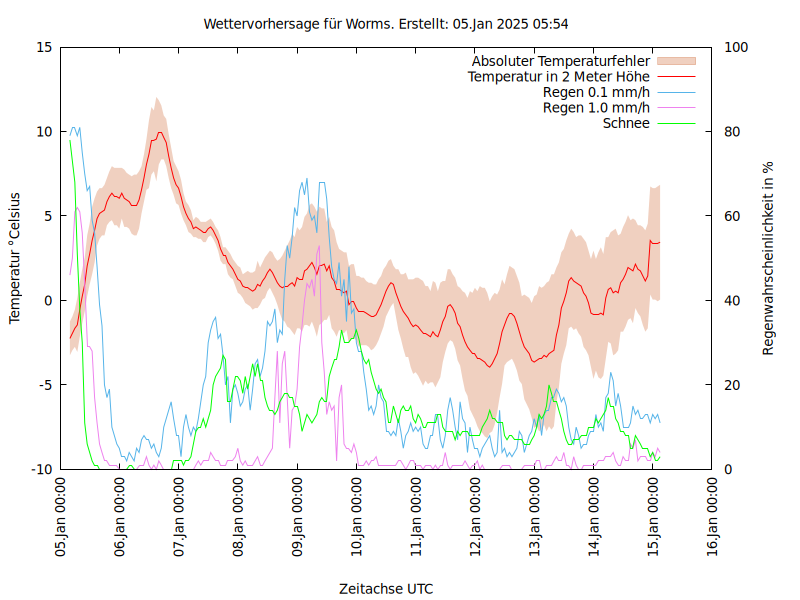 Wettervorhersage für Worms. Erstellt: 05.Jan 2025 05:54
Absoluter Temperaturfehler
Temperatur in 2 Meter Höhe
Regen 0.1 mm/h
Regen 1.0 mm/h
Schnee
15
10
5
0
-5
-10
100
80
60
40
20
0
Temperatur °Celsius
Regenwahrscheinlichkeit in %
05.Jan 00:00
06.Jan 00:00
07.Jan 00:00
08.Jan 00:00
09.Jan 00:00
10.Jan 00:00
11.Jan 00:00
12.Jan 00:00
13.Jan 00:00
14.Jan 00:00
15.Jan 00:00
16.Jan 00:00
Zeitachse UTC